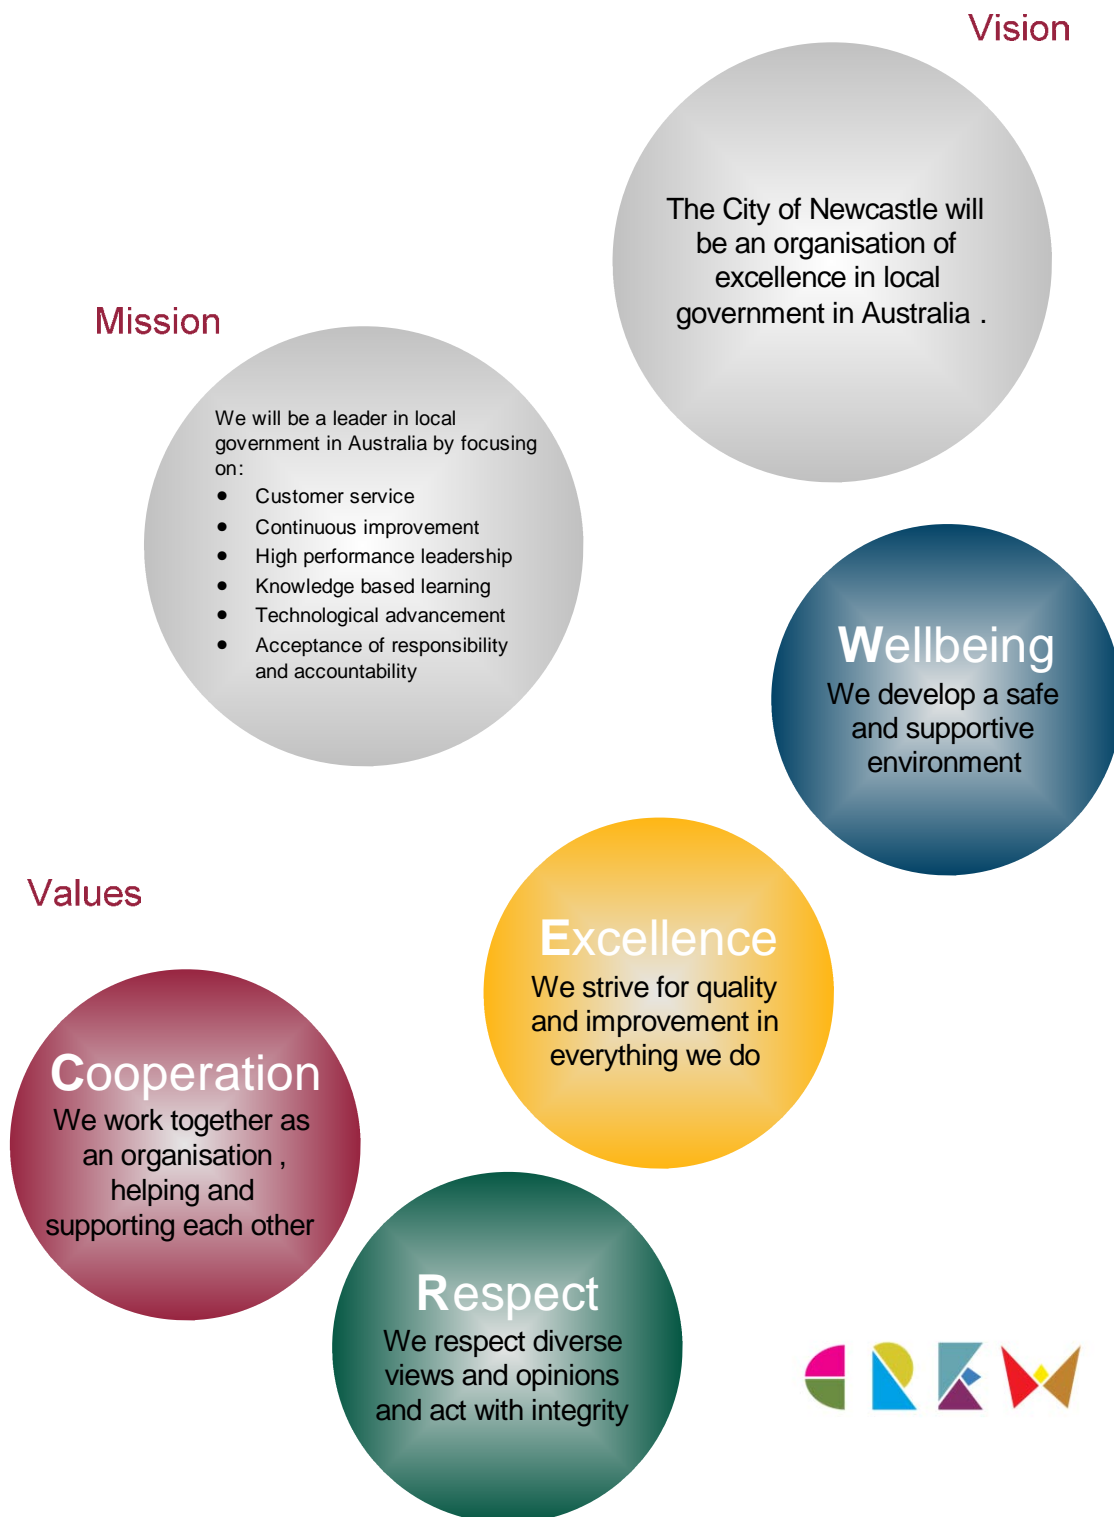 Vision
The City of Newcastle will
be an organisation of
excellence in local
government in Australia .
Mission
We will be a leader in local
government in Australia by focusing
on:
• Customer service
• Continuous improvement
• High performance leadership
• Knowledge based learning
• Technological advancement
• Acceptance of responsibility
and accountability
Wellbeing
We develop a safe
and supportive
environment
Values
Excellence
We strive for quality
and improvement in
everything we do
Cooperation
We work together as
an organisation ,
helping and
supporting each other
Respect
We respect diverse
views and opinions
and act with integrity
CREW